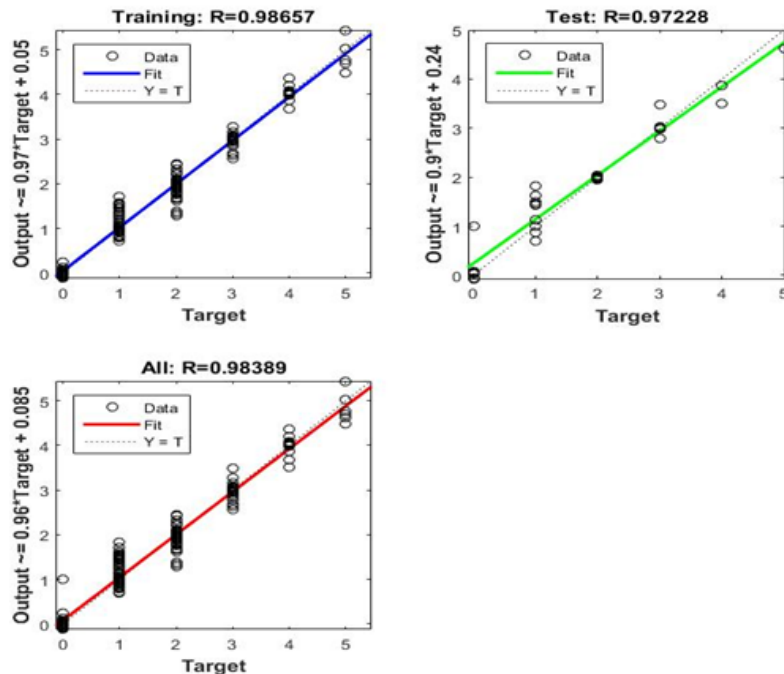 Training: R=0.98657
Output ~= 0.97*Target + 0.05
5
4
3
2
1
0
Data
Fit
Y = T
0 1 2 3 4 5
Target
Test: R=0.97228
Output ~= 0.9*Target + 0.24
5
4
3
2
1
0
Data
Fit
Y = T
0 1 2 3 4 5
Target
All: R=0.98389
Output ~= 0.96*Target + 0.085
5
4
3
2
1
0
Data
Fit
Y = T
0 1 2 3 4 5
Target